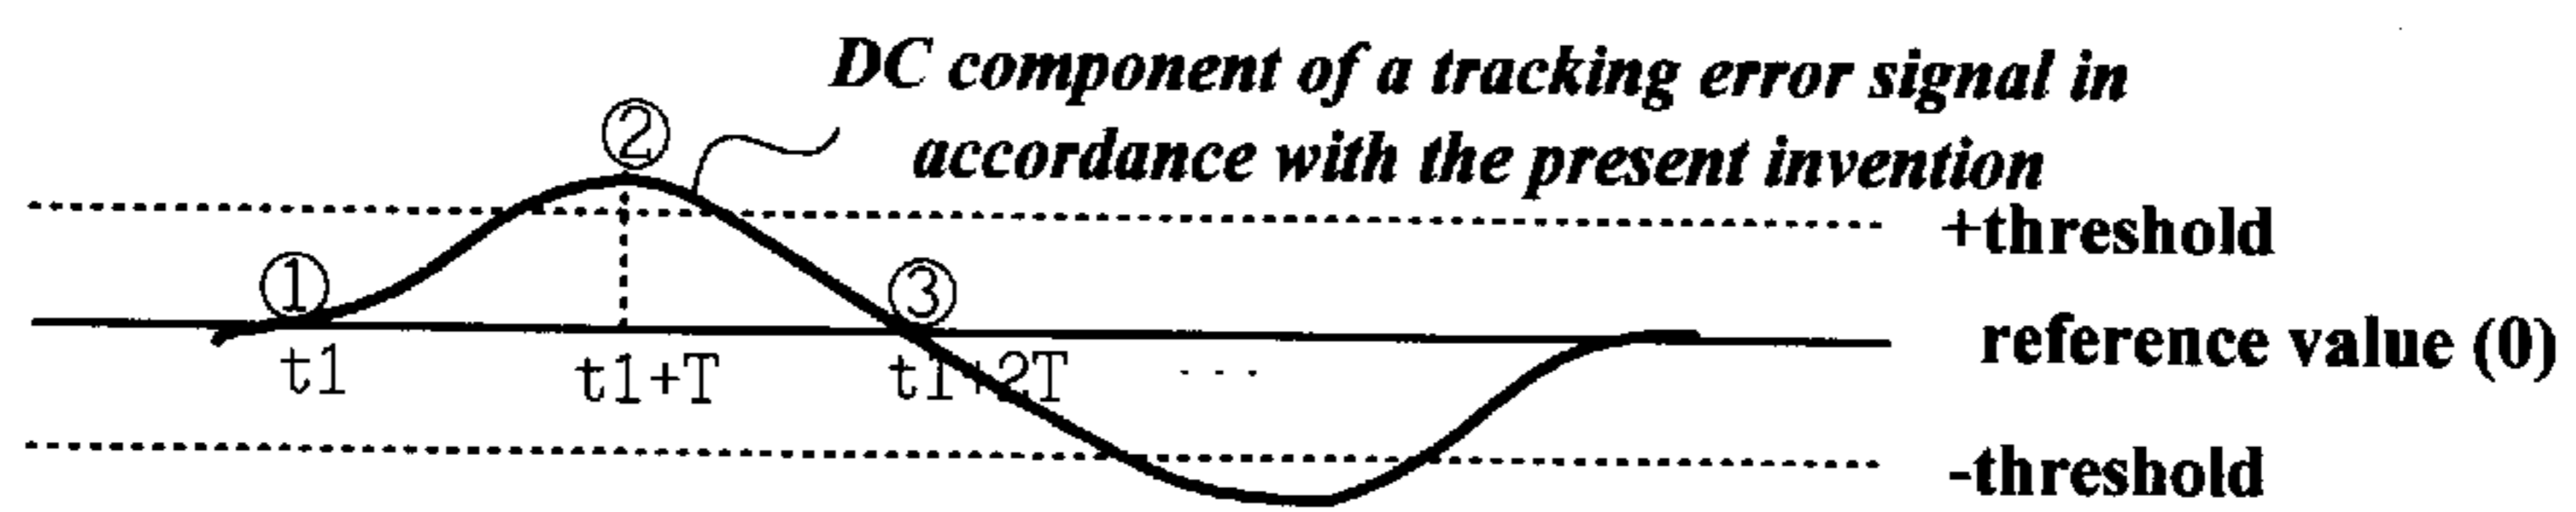 DC component of a tracking error signal in
accordance with the present invention
②
+threshold
①
③
t1
t1+T
t1+2T
...
reference value (0)
-threshold